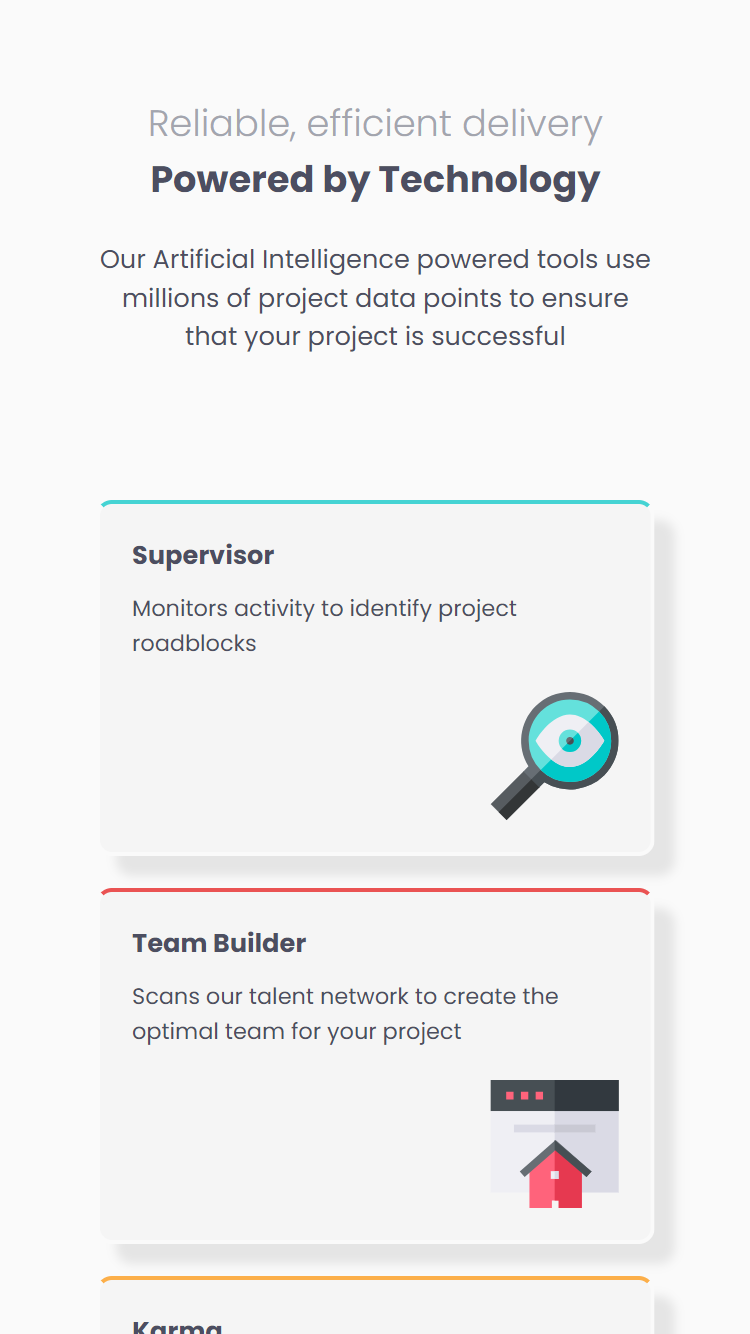 Reliable, efficient delivery
Powered by Technology
Our Artificial Intelligence powered tools use
millions of project data points to ensure
that your project is successful
Supervisor
Monitors activity to identify project
roadblocks
Team Builder
Scans our talent network to create the
optimal team for your project
Karma